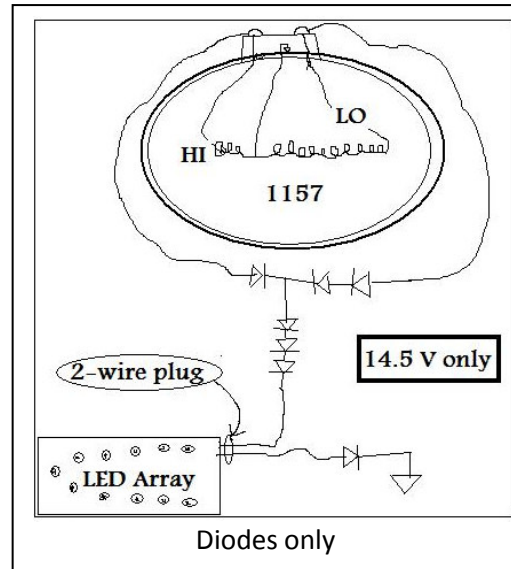 LO
HI
1157
14.5 V only
2-wire plug
LED Array
Diodes only